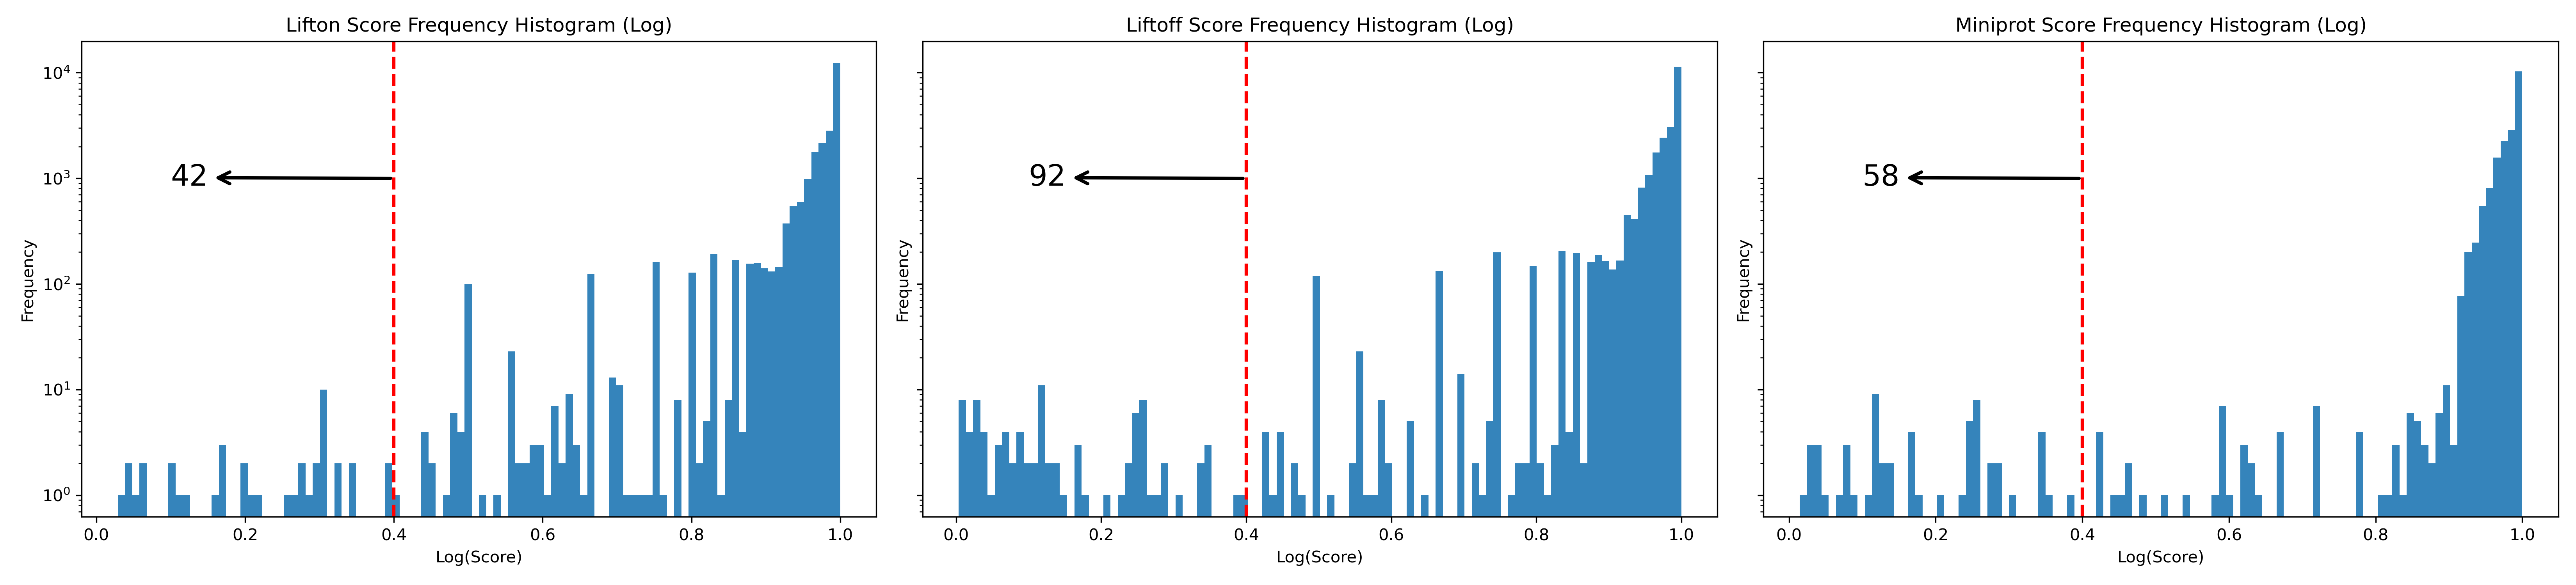 Lifton Score Frequency Histogram (Log)
Frequency
10⁴
10³
10²
10¹
10⁰
42
0.0 0.2 0.4 0.6 0.8 1.0
Log(Score)
Liftoff Score Frequency Histogram (Log)
Frequency
92
0.0 0.2 0.4 0.6 0.8 1.0
Log(Score)
Miniprot Score Frequency Histogram (Log)
Frequency
58
0.0 0.2 0.4 0.6 0.8 1.0
Log(Score)